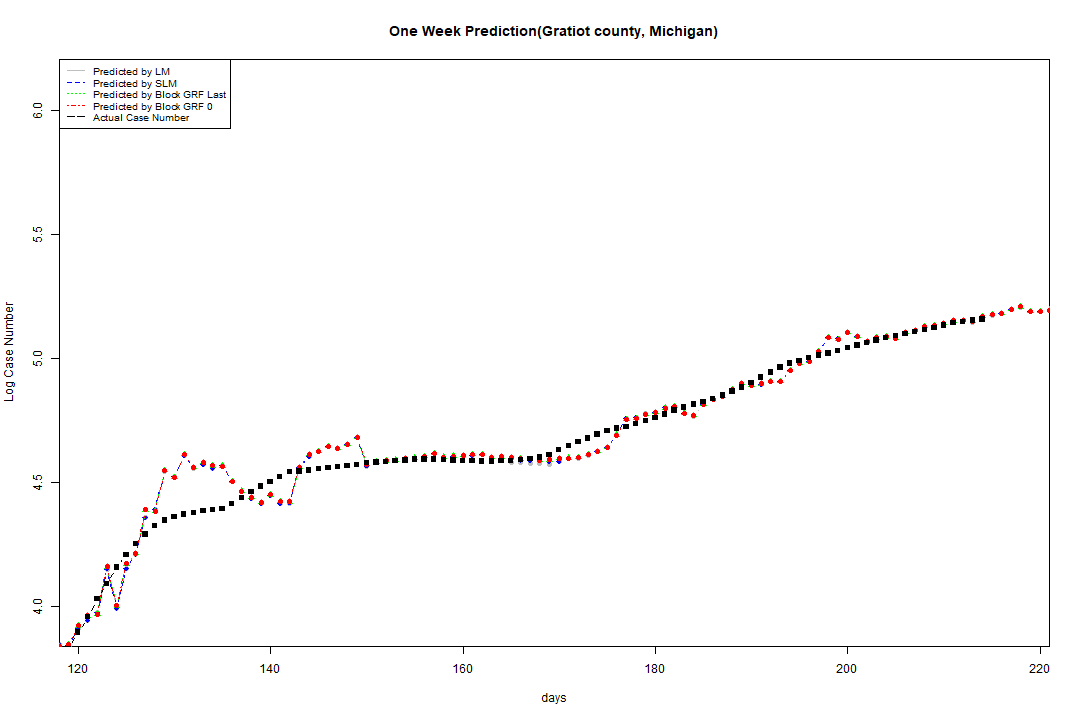 One Week Prediction(Gratiot county, Michigan)
Predicted by LM
Predicted by SLM
Predicted by Block GRF Last
Predicted by Block GRF 0
Actual Case Number
6.0
5.5
5.0
4.5
4.0
Log Case Number
120 140 160 180 200 220
days